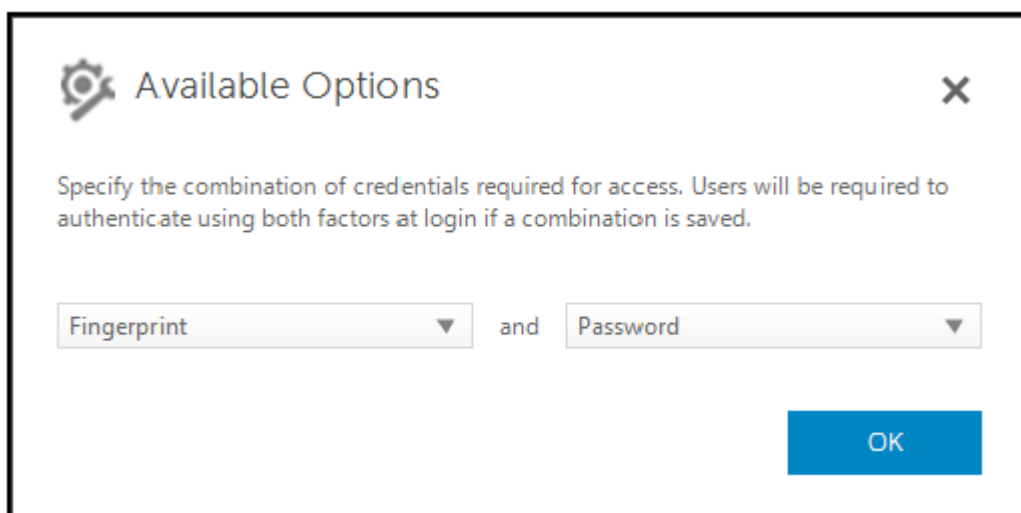 Available Options
Specify the combination of credentials required for access. Users will be required to
authenticate using both factors at login if a combination is saved.
Fingerprint and Password
OK